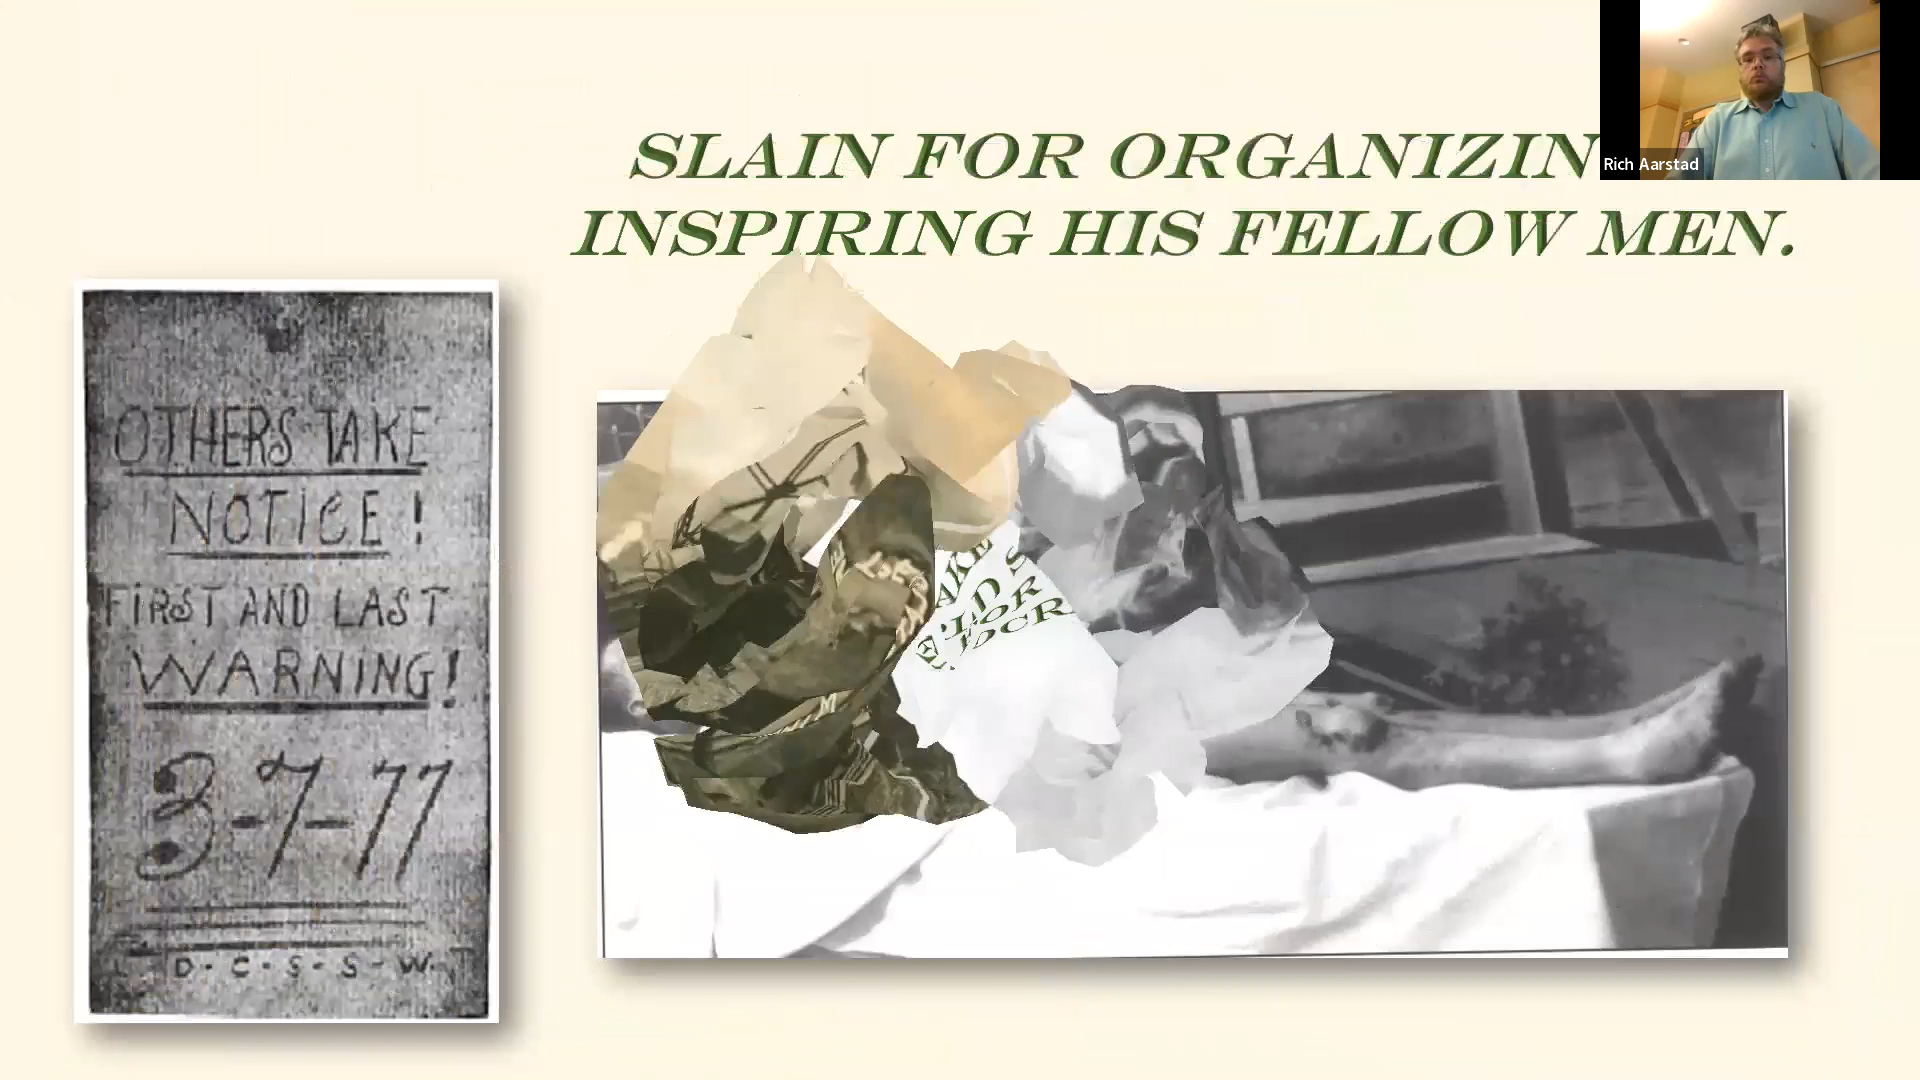 SLAIN FOR ORGANIZIN
INSPIRING HIS FELLOW MEN.
Rich Aarstad
OTHERS TAKE
NOTICE!
FIRST AND LAST
WARNING!
3-7-77
D-C-S-S-W-T